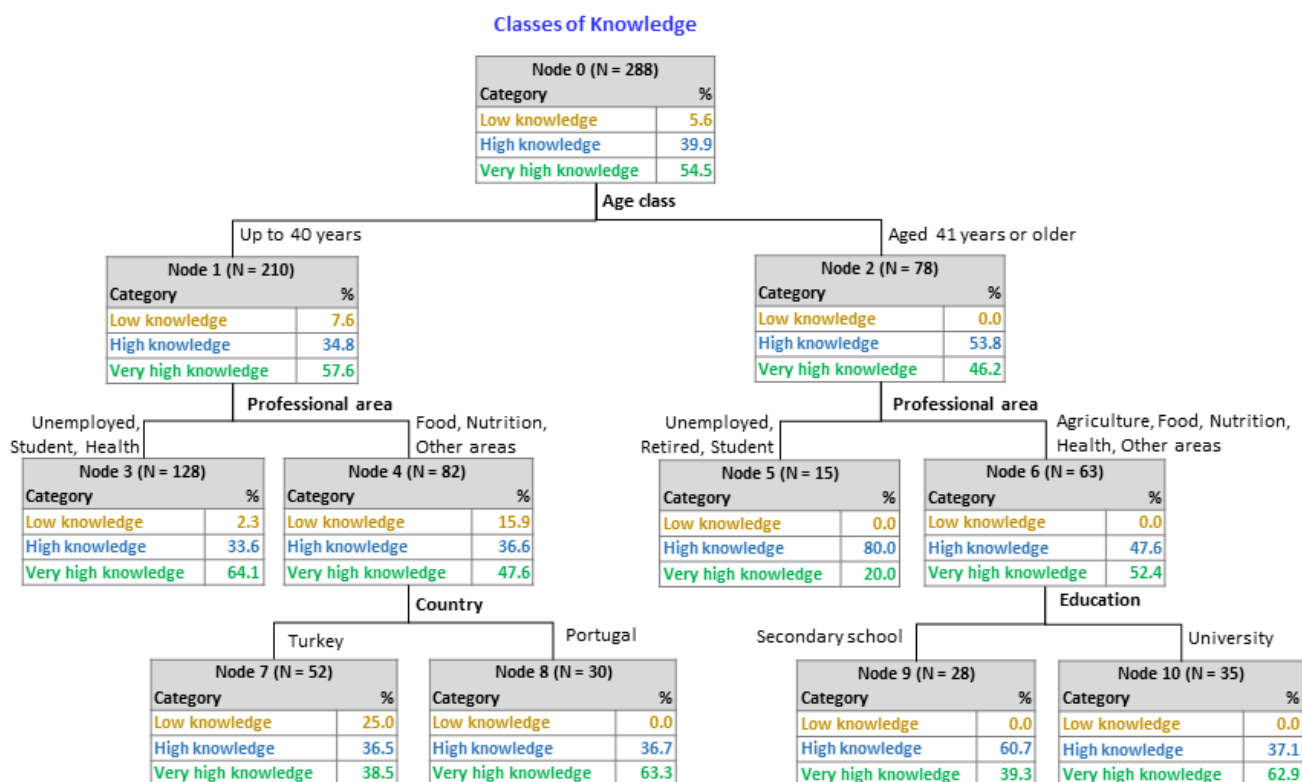 Classes of Knowledge
Node 0 (N = 288)
Category %
Low knowledge 5.6
High knowledge 39.9
Very high knowledge 54.5
Age class
Up to 40 years
Aged 41 years or older
Node 1 (N = 210)
Category %
Low knowledge 7.6
High knowledge 34.8
Very high knowledge 57.6
Node 2 (N = 78)
Category %
Low knowledge 0.0
High knowledge 53.8
Very high knowledge 46.2
Professional area
Unemployed,
Student, Health
Food, Nutrition,
Other areas
Professional area
Unemployed,
Retired, Student
Agriculture, Food, Nutrition,
Health, Other areas
Node 3 (N = 128)
Category %
Low knowledge 2.3
High knowledge 33.6
Very high knowledge 64.1
Node 4 (N = 82)
Category %
Low knowledge 15.9
High knowledge 36.6
Very high knowledge 47.6
Node 5 (N = 15)
Category %
Low knowledge 0.0
High knowledge 80.0
Very high knowledge 20.0
Node 6 (N = 63)
Category %
Low knowledge 0.0
High knowledge 47.6
Very high knowledge 52.4
Country
Turkey
Portugal
Education
Secondary school
University
Node 7 (N = 52)
Category %
Low knowledge 25.0
High knowledge 36.5
Very high knowledge 38.5
Node 8 (N = 30)
Category %
Low knowledge 0.0
High knowledge 36.7
Very high knowledge 63.3
Node 9 (N = 28)
Category %
Low knowledge 0.0
High knowledge 60.7
Very high knowledge 39.3
Node 10 (N = 35)
Category %
Low knowledge 0.0
High knowledge 37.1
Very high knowledge 62.9